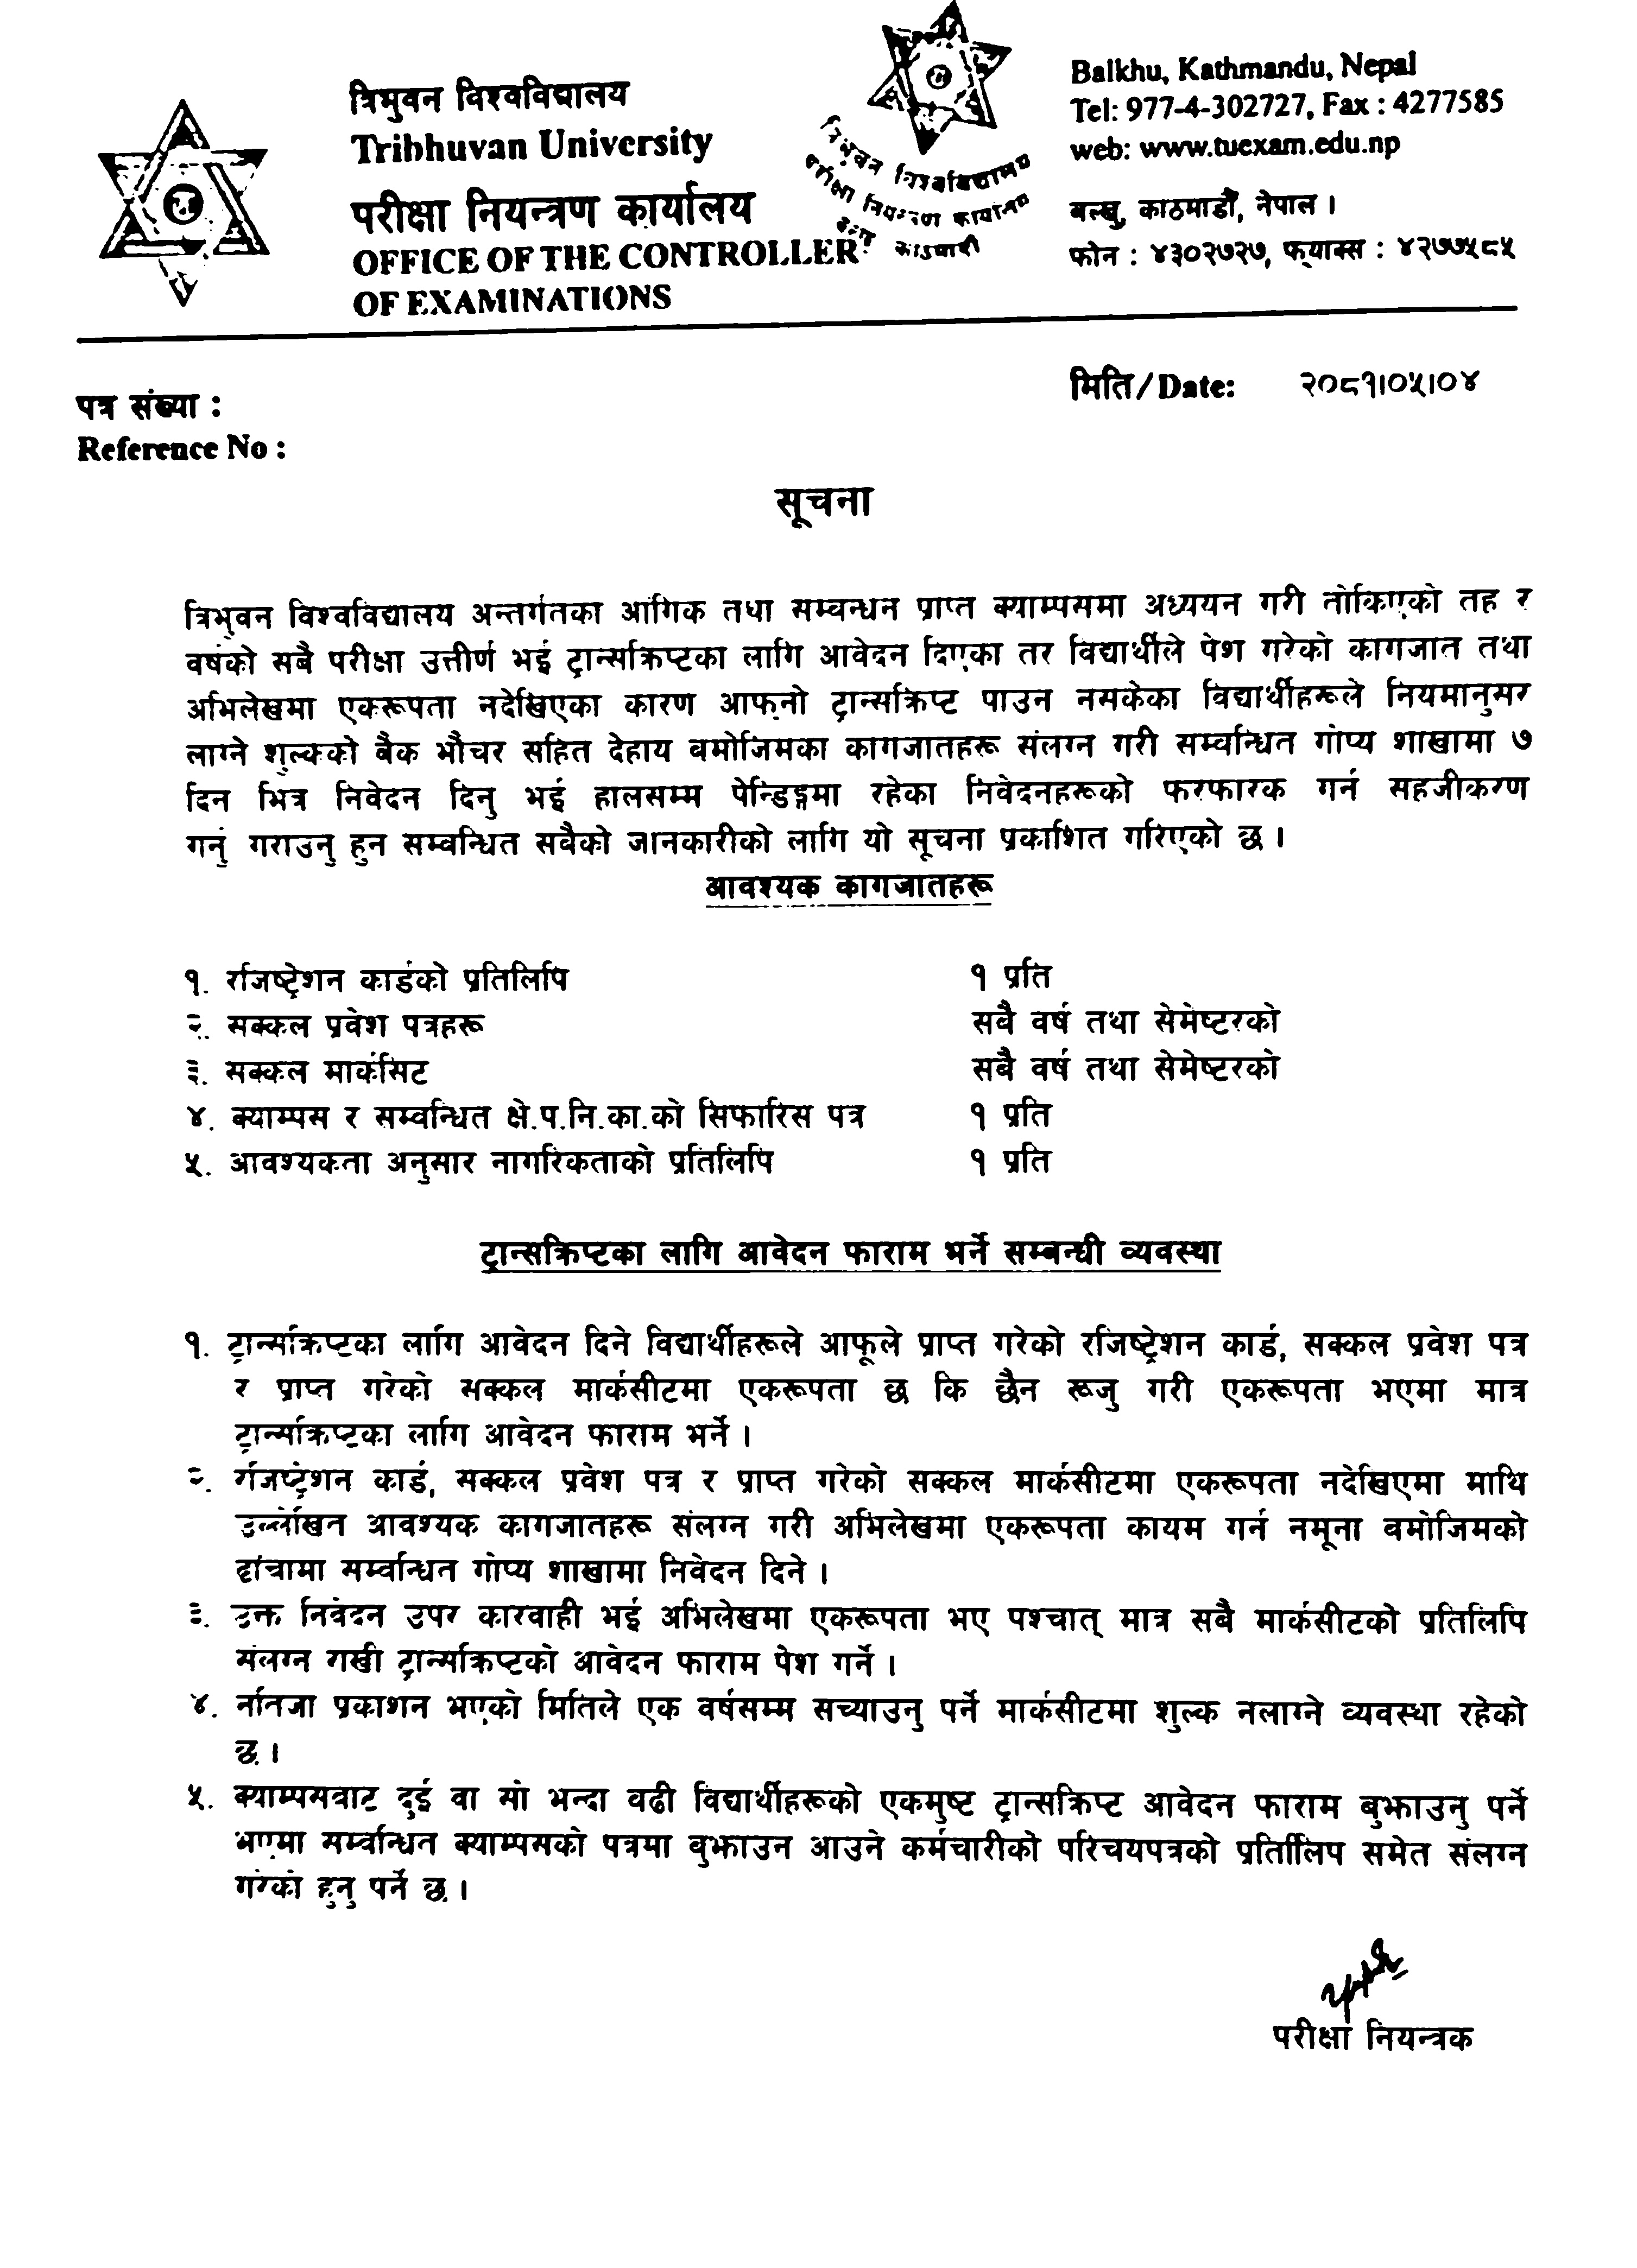 त्रिभुवन विश्वविद्यालय
Tribhuvan University
परीक्षा नियन्त्रण कार्यालय
OFFICE OF THE CONTROLLER
OF EXAMINATIONS
त्रिभुवन विश्वविद्यालय
परीक्षा नियन्त्रण कार्यालय
बल्खु काठमाडौं
Balkhu, Kathmandu, Nepal
Tel: 977-4-302727, Fax : 4277585
web: www.tuexam.edu.np
बल्खु, काठमाडौं, नेपाल ।
फोन : ४३०२७२७, फ्याक्स : ४२७७५८५
मिति/Date: २०८१।०५।०४
पत्र संख्या :
Reference No :
सूचना
त्रिभुवन विश्वविद्यालय अन्तर्गतका आंगिक तथा सम्वन्धन प्राप्त क्याम्पसमा अध्ययन गरी तोकिएको तह र
वर्षको सबै परीक्षा उत्तीर्ण भई ट्रान्सक्रिप्टका लागि आवेदन दिएका तर विद्यार्थीले पेश गरेको कागजात तथा
अभिलेखमा एकरूपता नदेखिएका कारण आफ्नो ट्रान्सक्रिप्ट पाउन नसकेका विद्यार्थीहरूले नियमानुसर
लाग्ने शुल्कको बैक भौचर सहित देहाय बमोजिमका कागजातहरू संलग्न गरी सम्वन्धित गोप्य शाखामा ७
दिन भित्र निवेदन दिनु भई हालसम्म पेन्डिङ्गमा रहेका निवेदनहरूको फरफारक गर्न सहजीकरण
गर्नु गराउनु हुन सम्वन्धित सबैको जानकारीको लागि यो सूचना प्रकाशित गरिएको छ ।
आवश्यक कागजातहरू
१. रजिष्ट्रेशन कार्डको प्रतिलिपि १ प्रति
२. सक्कल प्रवेश पत्रहरू सबै वर्ष तथा सेमेष्टरको
३. सक्कल मार्कसिट सबै वर्ष तथा सेमेष्टरको
४. क्याम्पस र सम्वन्धित क्षे.प.नि.का.को सिफारिस पत्र १ प्रति
५. आवश्यकता अनुसार नागरिकताको प्रतिलिपि १ प्रति
ट्रान्सक्रिप्टका लागि आवेदन फाराम भर्ने सम्बन्धी व्यवस्था
१. ट्रान्सक्रिप्टका लागि आवेदन दिने विद्यार्थीहरूले आफूले प्राप्त गरेको रजिष्ट्रेशन कार्ड, सक्कल प्रवेश पत्र
र प्राप्त गरेको सक्कल मार्कसीटमा एकरूपता छ कि छैन रूजु गरी एकरूपता भएमा मात्र
ट्रान्सक्रिप्टका लागि आवेदन फाराम भर्ने ।
२. रजिष्ट्रेशन कार्ड, सक्कल प्रवेश पत्र र प्राप्त गरेको सक्कल मार्कसीटमा एकरूपता नदेखिएमा माथि
उल्लेखित आवश्यक कागजातहरू संलग्न गरी अभिलेखमा एकरूपता कायम गर्न नमूना वमोजिमको
ढांचामा सम्वन्धित गोप्य शाखामा निवेदन दिने ।
३. उक्त निवेदन उपर कारवाही भई अभिलेखमा एकरूपता भए पश्चात् मात्र सबै मार्कसीटको प्रतिलिपि
संलग्न राखी ट्रान्सक्रिप्टको आवेदन फाराम पेश गर्ने ।
४. नतिजा प्रकाशन भएको मितिले एक वर्षसम्म सच्याउनु पर्ने मार्कसीटमा शुल्क नलाग्ने व्यवस्था रहेको
छ ।
५. क्याम्पसबाट दुई वा सो भन्दा वढी विद्यार्थीहरूको एकमुष्ट ट्रान्सक्रिप्ट आवेदन फाराम बुझाउनु पर्ने
भएमा सम्वन्धित क्याम्पसको पत्रमा बुझाउन आउने कर्मचारीको परिचयपत्रको प्रतिलिपि समेत संलग्न
गरेको हुनु पर्ने छ ।
परीक्षा नियन्त्रक